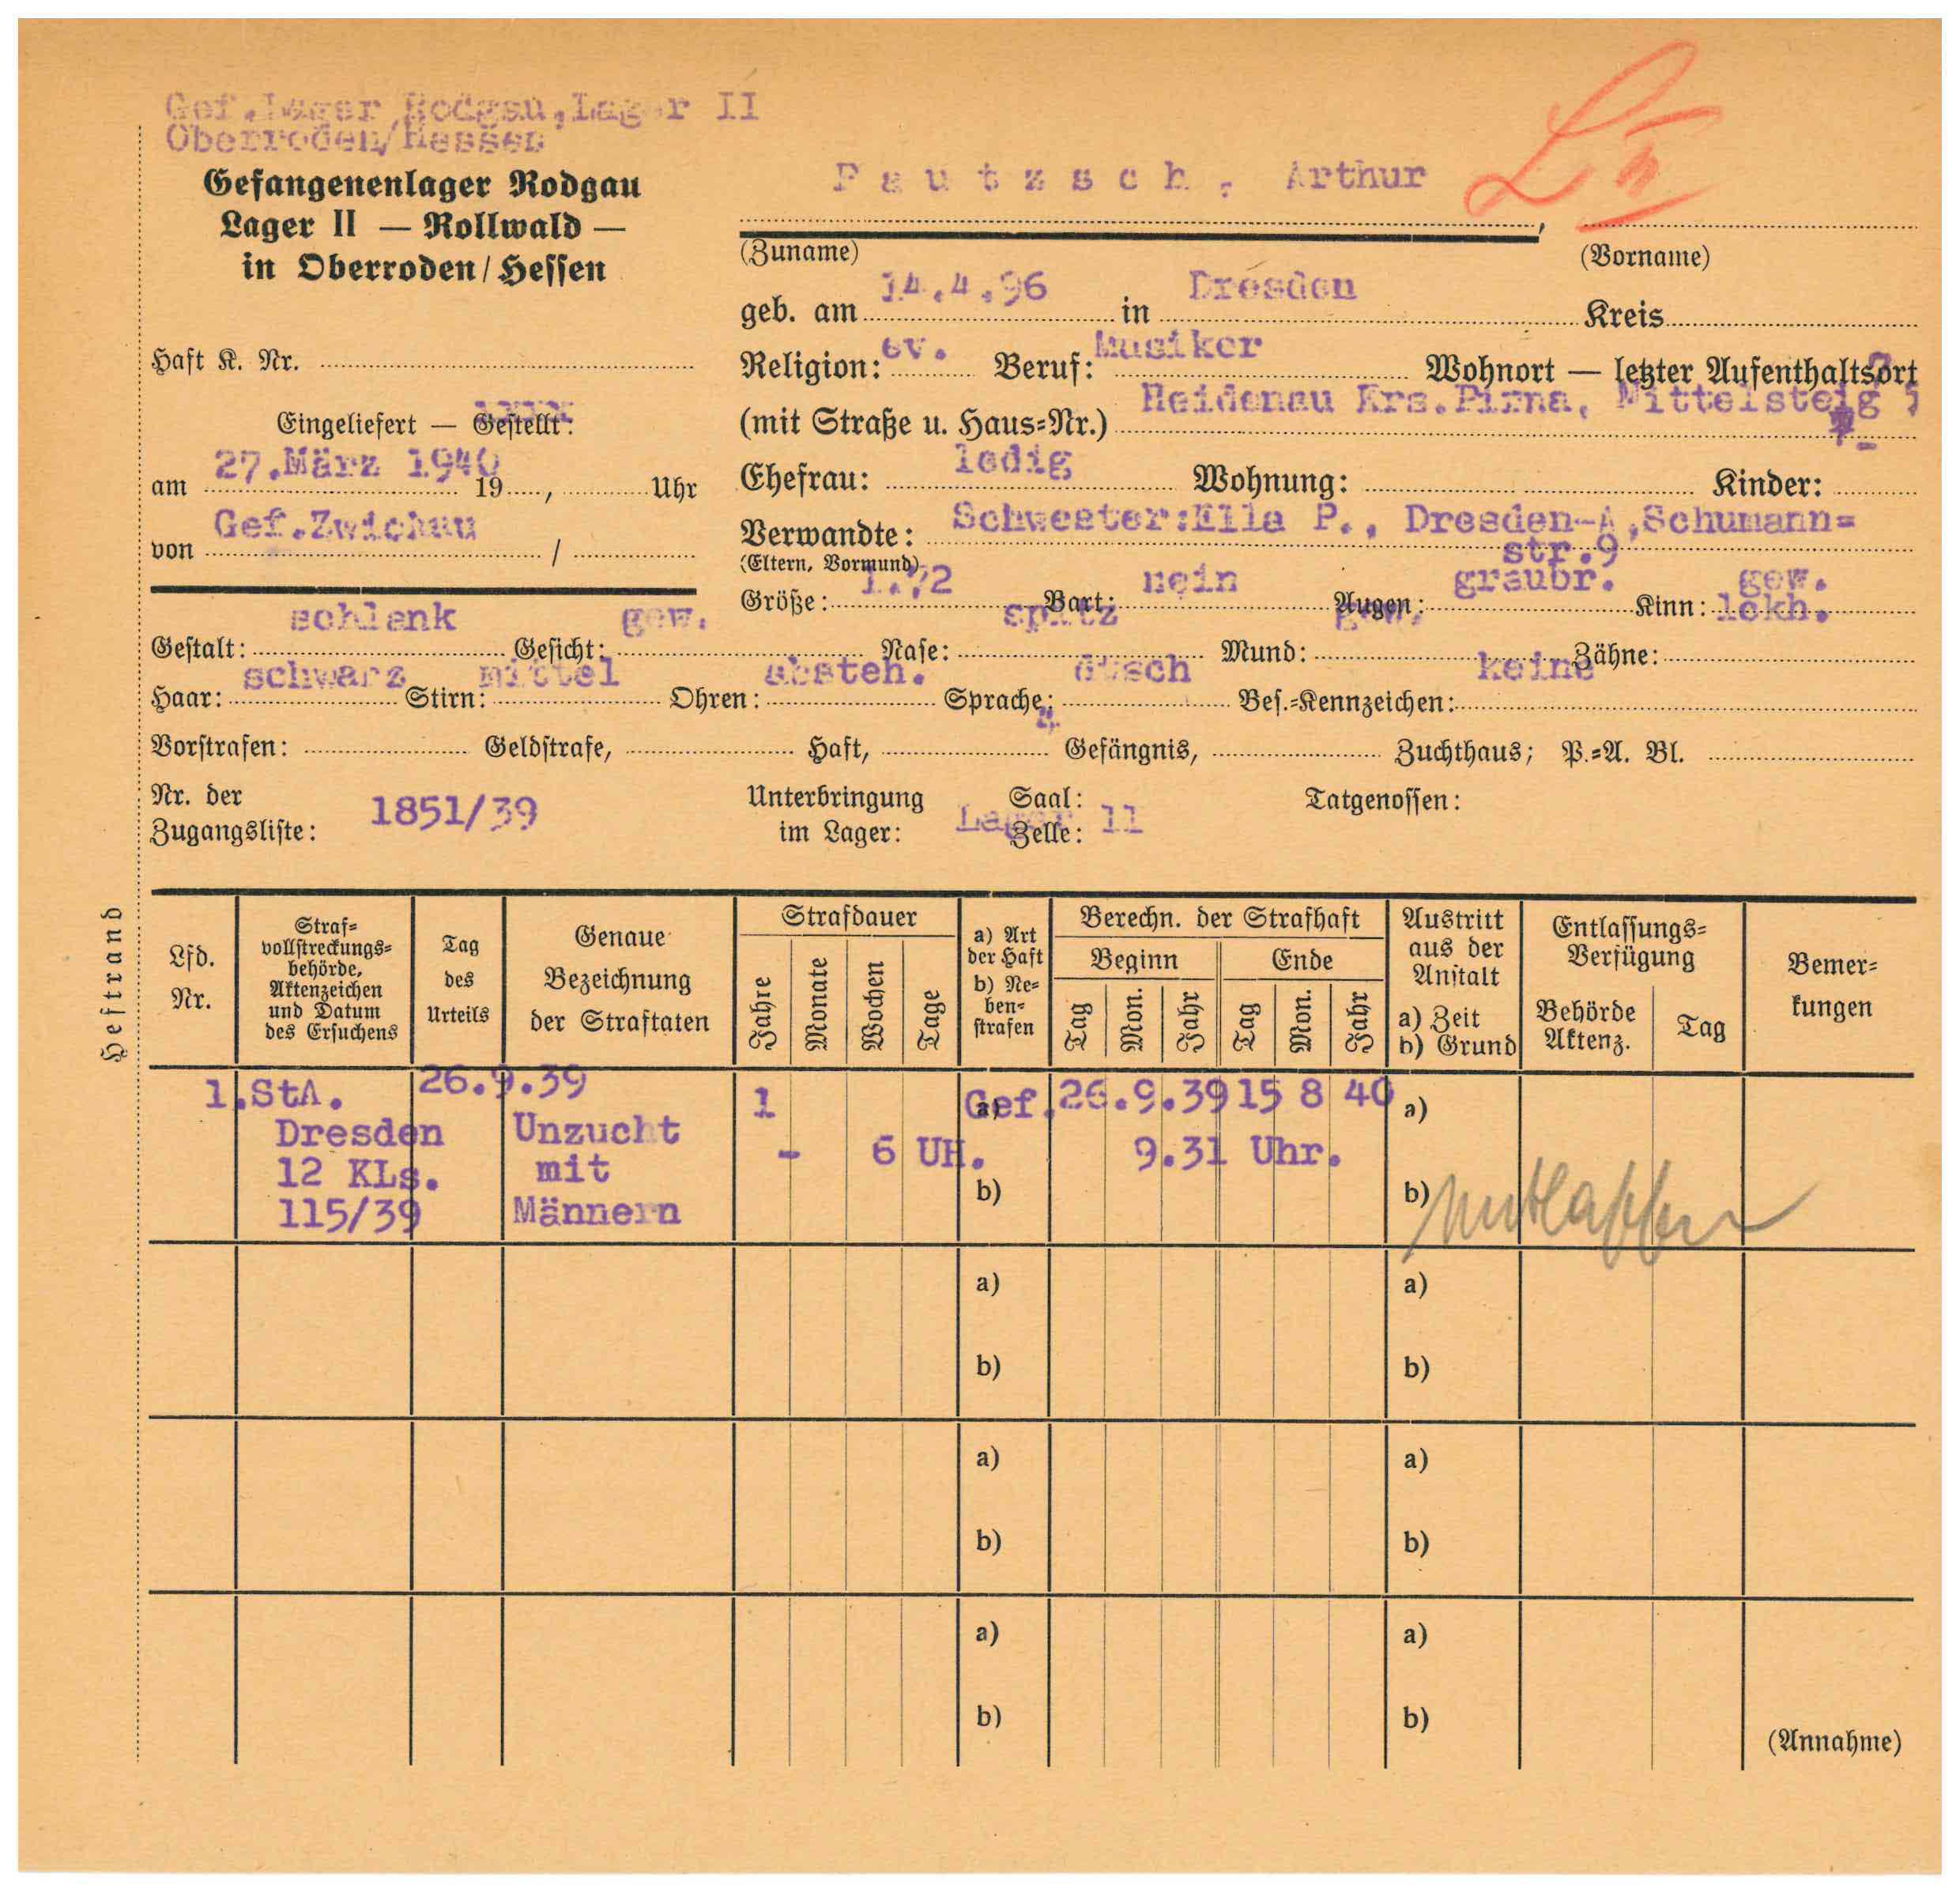 Gef.Lager Rodgau,Lager II
Oberroden/Hessen
Gefangenenlager Rodgau
Lager II — Rollwald —
in Oberroden/Hessen
Haft K. Nr.
Eingeliefert — Gestellt:
am 27.März 1940 19 , Uhr
von Gef.Zwickau /
Pautzsch, Arthur
(Zuname) (Vorname)
geb. am 14.4.96 in Dresden Kreis
Religion: ev. Beruf: Musiker Wohnort — letzter Aufenthaltsort
(mit Straße u. Haus=Nr.) Heidenau Krs.Pirna, Mittelsteig
Ehefrau: ledig Wohnung: Kinder:
Verwandte: Schwester:Ella P., Dresden-A,Schumann=
str.9
(Eltern, Vormund)
Größe: 1.72 Bart: nein Augen: graubr. Kinn: gew.
Gestalt: schlank Gesicht: gew. Nase: spitz Mund: gew. Zähne: lckh.
Haar: schwarz Stirn: mittel Ohren: absteh. Sprache: dtsch Bes.=Kennzeichen: keine
Vorstrafen: Geldstrafe, Haft, Gefängnis, Zuchthaus; P.=A. Bl.
Nr. der
Zugangsliste: 1851/39
Unterbringung
im Lager: Lager 11
Saal:
Zelle:
Tatgenossen:
Heftrand
Lfd.
Nr.
Straf=
vollstreckungs=
behörde,
Aktenzeichen
und Datum
des Ersuchens
Tag
des
Urteils
Genaue
Bezeichnung
der Straftaten
Strafdauer
Jahre
Monate
Wochen
Tage
a) Art
der Haft
b) Ne=
ben=
strafen
Berechn. der Strafhaft
Beginn Ende
Tag Mon. Jahr Tag Mon. Jahr
Austritt
aus der
Anstalt
a) Zeit
b) Grund
Entlassungs=
Verfügung
Behörde
Aktenz.
Tag
Bemer=
kungen
1.StA. 26.9.39 1 a) Gef. 26.9.39 15 8 40 a)
Dresden Unzucht
- 6 UH. 9.31 Uhr.
12 KLs. mit
b) b) entlassen
115/39 Männern
a) a)
b) b)
a) a)
b) b)
a) a)
b) b)
(Annahme)